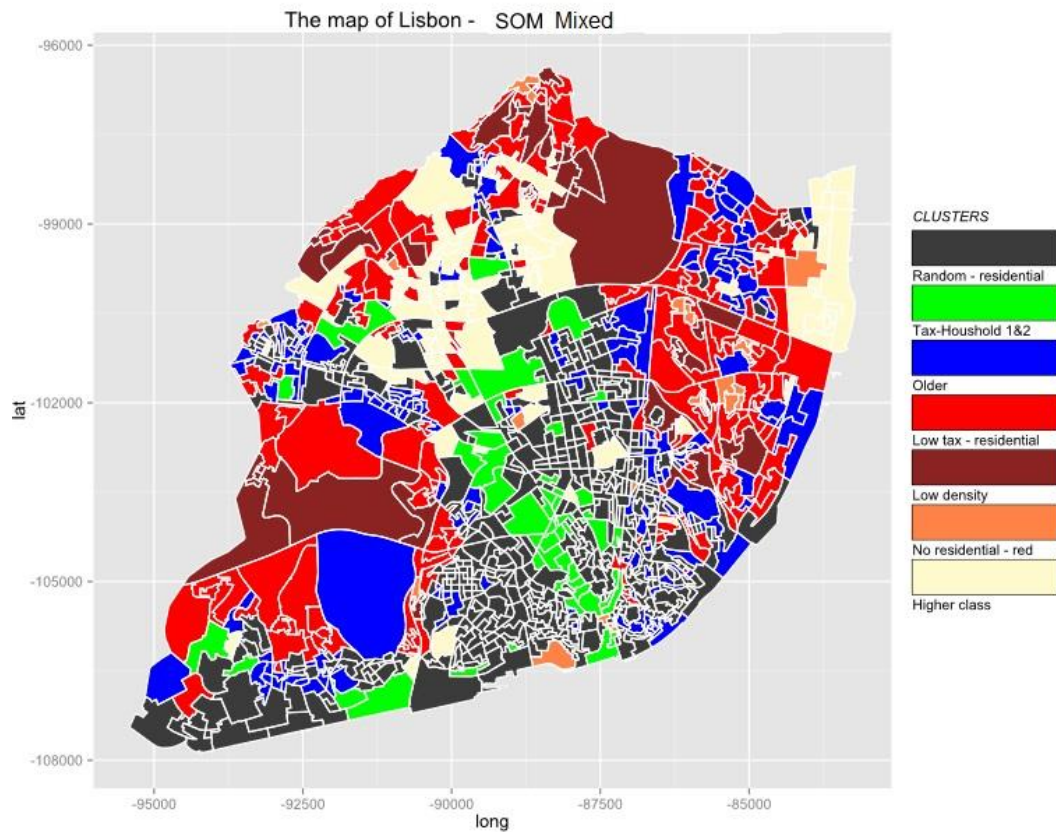 The map of Lisbon - SOM Mixed
-96000
-99000
-102000
-105000
-108000
lat
-95000
-92500
-90000
-87500
-85000
long
CLUSTERS
Random - residential
Tax-Houshold 1&2
Older
Low tax - residential
Low density
No residential - red
Higher class